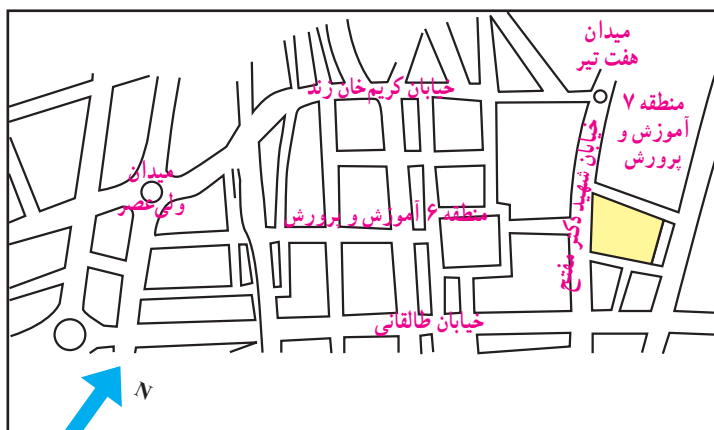 میدان
هفت تیر
خیابان کریم‌خان زند
منطقه ۷
آموزش و
پرورش
خیابان شهید دکتر مفتح
میدان
ولی‌عصر
منطقه ۶ آموزش و پرورش
خیابان طالقانی
N